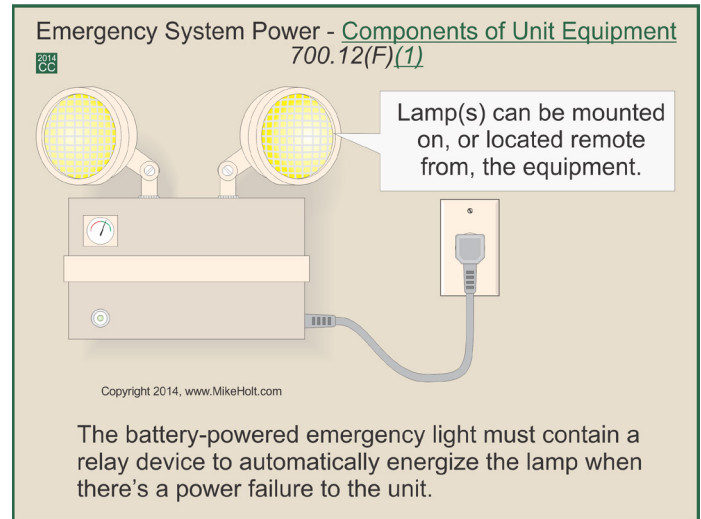 Emergency System Power - Components of Unit Equipment
700.12(F)(1)
2014
CC
Lamp(s) can be mounted
on, or located remote
from, the equipment.
Copyright 2014, www.MikeHolt.com
The battery-powered emergency light must contain a
relay device to automatically energize the lamp when
there's a power failure to the unit.